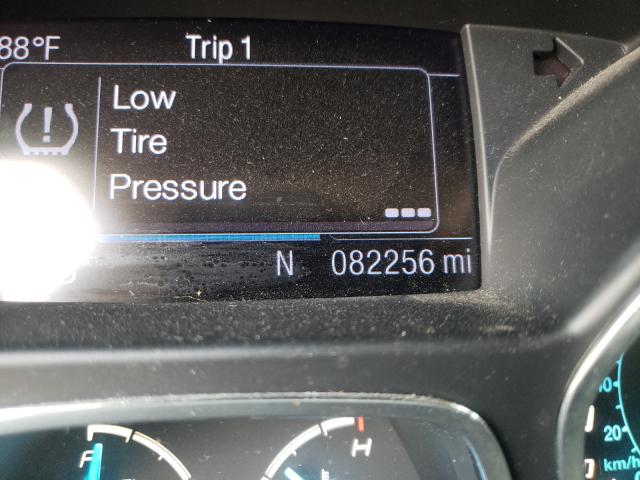 88°F Trip 1
Low
Tire
Pressure
N 082256 mi
F H
20
km/h